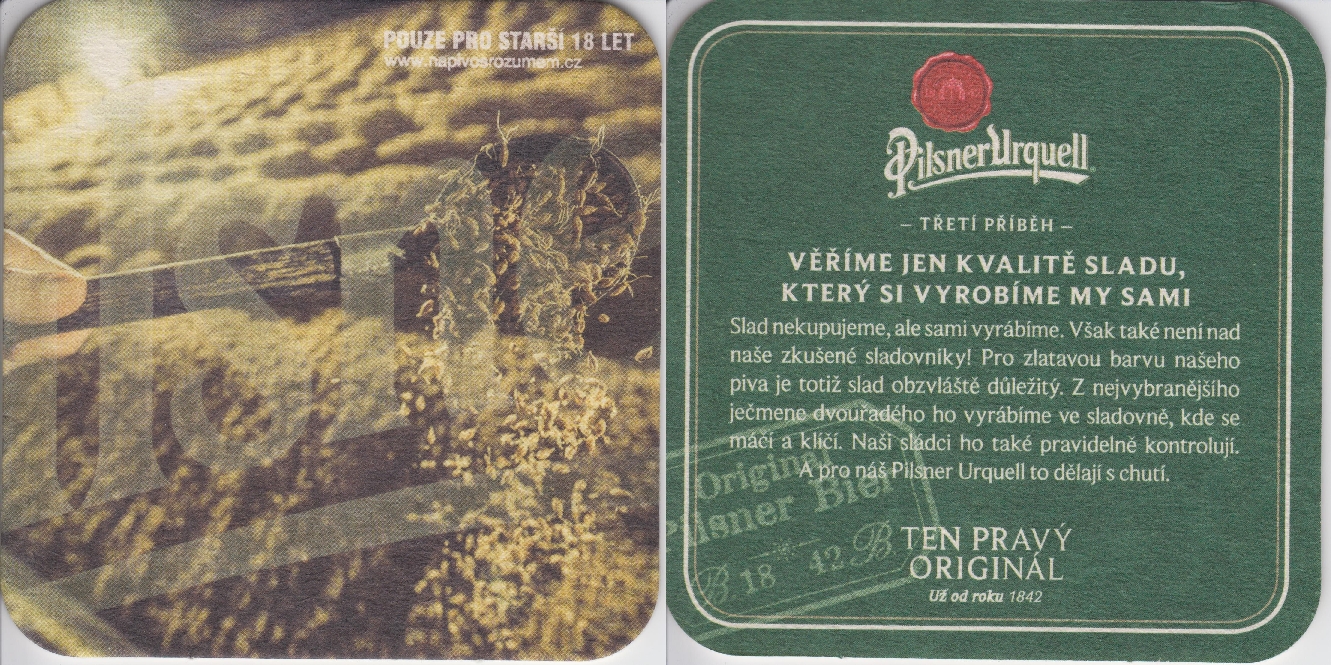 POUZE PRO STARŠÍ 18 LET
www.napivosrozumem.cz
Pilsner Urquell
– TŘETÍ PŘÍBĚH –
VĚŘÍME JEN KVALITĚ SLADU,
KTERÝ SI VYROBÍME MY SAMI
Slad nekupujeme, ale sami vyrábíme. Však také není nad
naše zkušené sladovníky! Pro zlatavou barvu našeho
piva je totiž slad obzvláště důležitý. Z nejvybranějšího
ječmene dvouřadého ho vyrábíme ve sladovně, kde se
máčí a klíčí. Naši sládci ho také pravidelně kontrolují.
A pro náš Pilsner Urquell to dělají s chutí.
Original
Pilsner Bier
B 18 42 B
TEN PRAVÝ
ORIGINÁL
Už od roku 1842